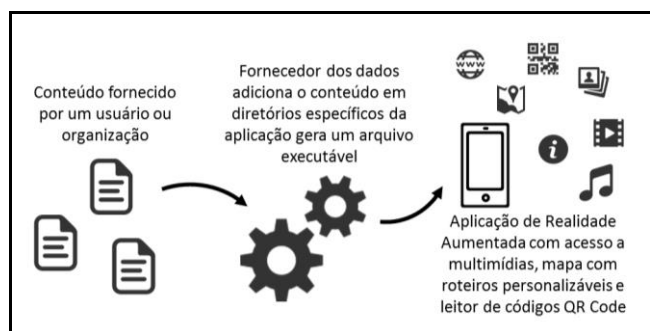 Conteúdo fornecido
por um usuário ou
organização
Fornecedor dos dados
adiciona o conteúdo em
diretórios específicos da
aplicação gera um arquivo
executável
www
i
Aplicação de Realidade
Aumentada com acesso a
multimídias, mapa com
roteiros personalizáveis e
leitor de códigos QR Code